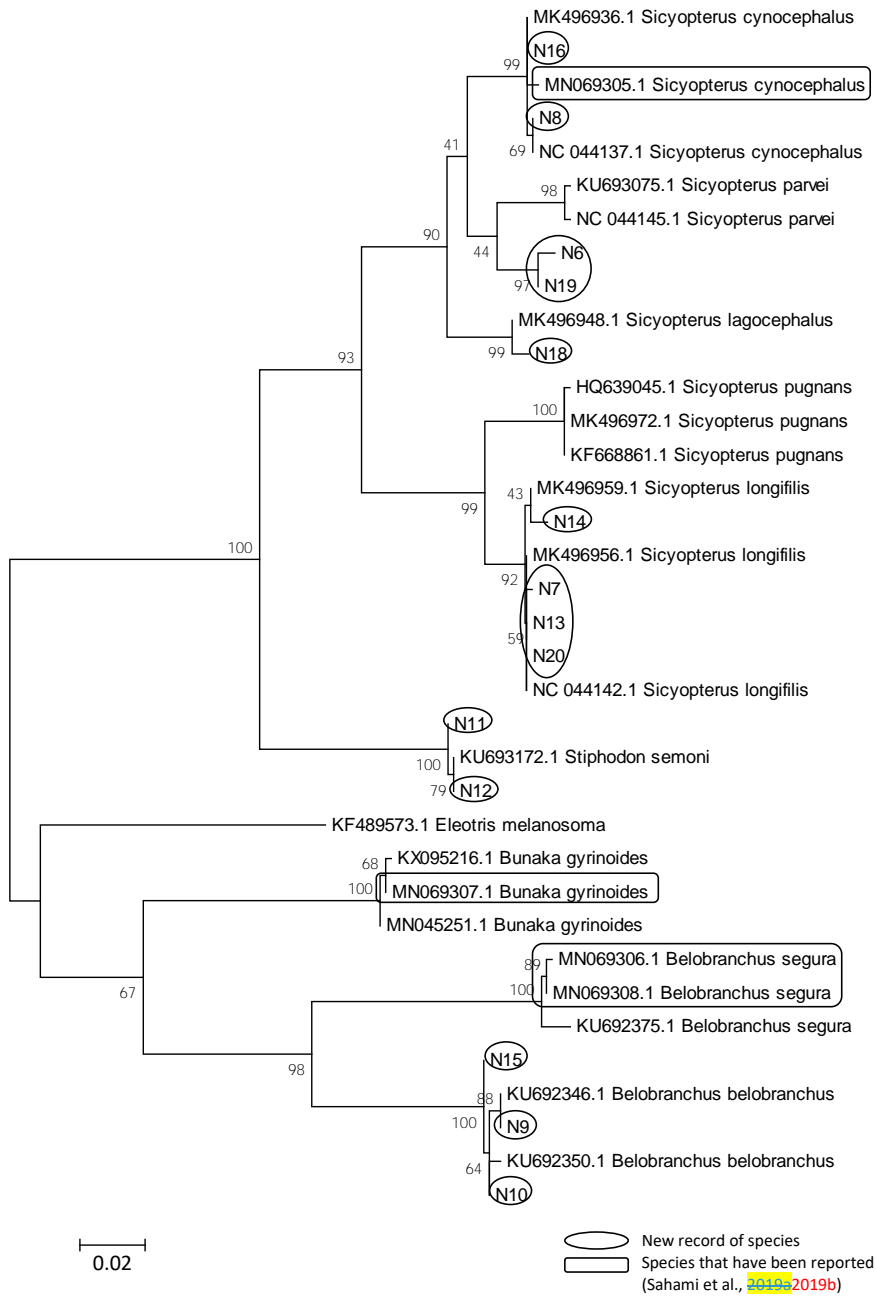 MK496936.1 Sicyopterus cynocephalus
N16
99
MN069305.1 Sicyopterus cynocephalus
N8
41
69
NC 044137.1 Sicyopterus cynocephalus
KU693075.1 Sicyopterus parvei
98
NC 044145.1 Sicyopterus parvei
90
44
N6
97
N19
MK496948.1 Sicyopterus lagocephalus
99
N18
93
HQ639045.1 Sicyopterus pugnans
100
MK496972.1 Sicyopterus pugnans
KF668861.1 Sicyopterus pugnans
MK496959.1 Sicyopterus longifilis
43
99
N14
100
MK496956.1 Sicyopterus longifilis
92
N7
N13
59
N20
NC 044142.1 Sicyopterus longifilis
N11
KU693172.1 Stiphodon semoni
100
79
N12
KF489573.1 Eleotris melanosoma
KX095216.1 Bunaka gyrinoides
68
100
MN069307.1 Bunaka gyrinoides
MN045251.1 Bunaka gyrinoides
MN069306.1 Belobranchus segura
89
67
100
MN069308.1 Belobranchus segura
KU692375.1 Belobranchus segura
98
N15
KU692346.1 Belobranchus belobranchus
88
100
N9
KU692350.1 Belobranchus belobranchus
64
N10
0.02
New record of species
Species that have been reported
(Sahami et al., 2019a2019b)